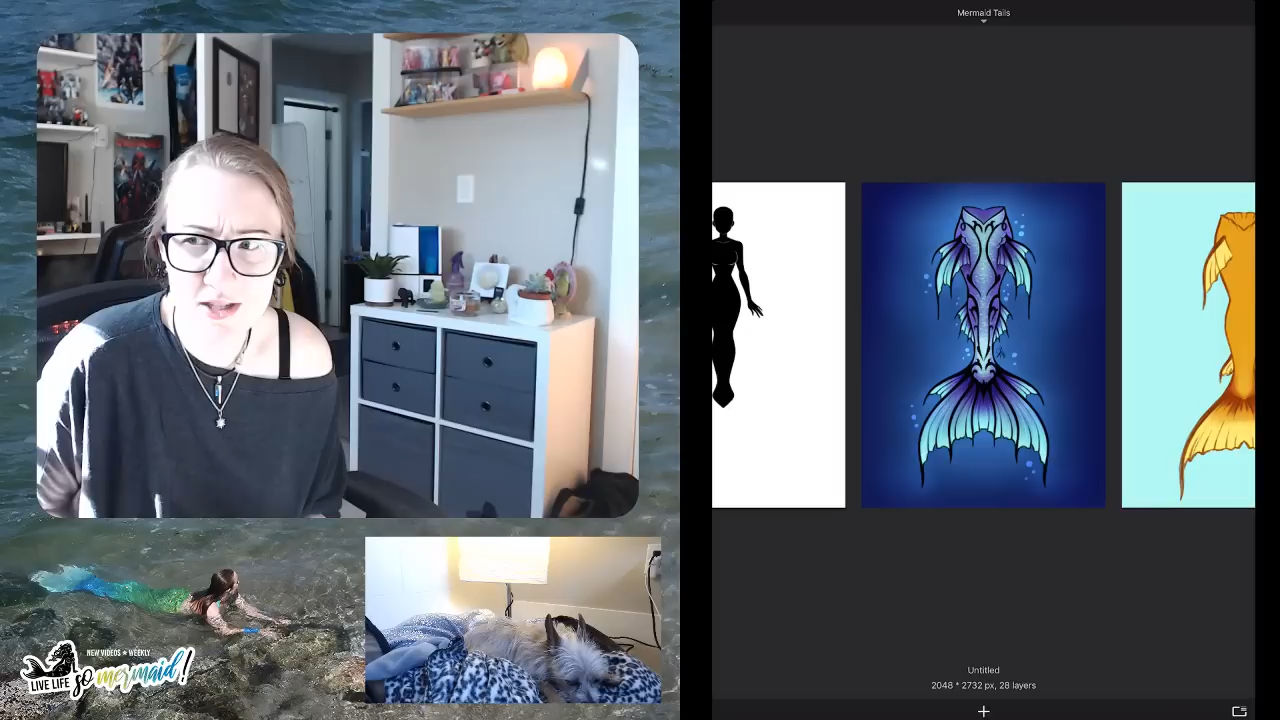 Mermaid Tails
NEW VIDEOS ★ WEEKLY
LIVE LIFE so mermaid!
Untitled
2048 * 2732 px, 28 layers
+